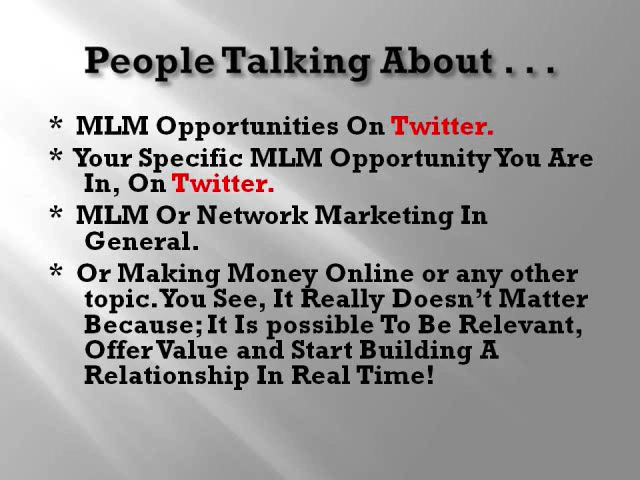 People Talking About . . .
* MLM Opportunities On Twitter.
* Your Specific MLM Opportunity You Are
In, On Twitter.
* MLM Or Network Marketing In
General.
* Or Making Money Online or any other
topic. You See, It Really Doesn't Matter
Because; It Is possible To Be Relevant,
Offer Value and Start Building A
Relationship In Real Time!